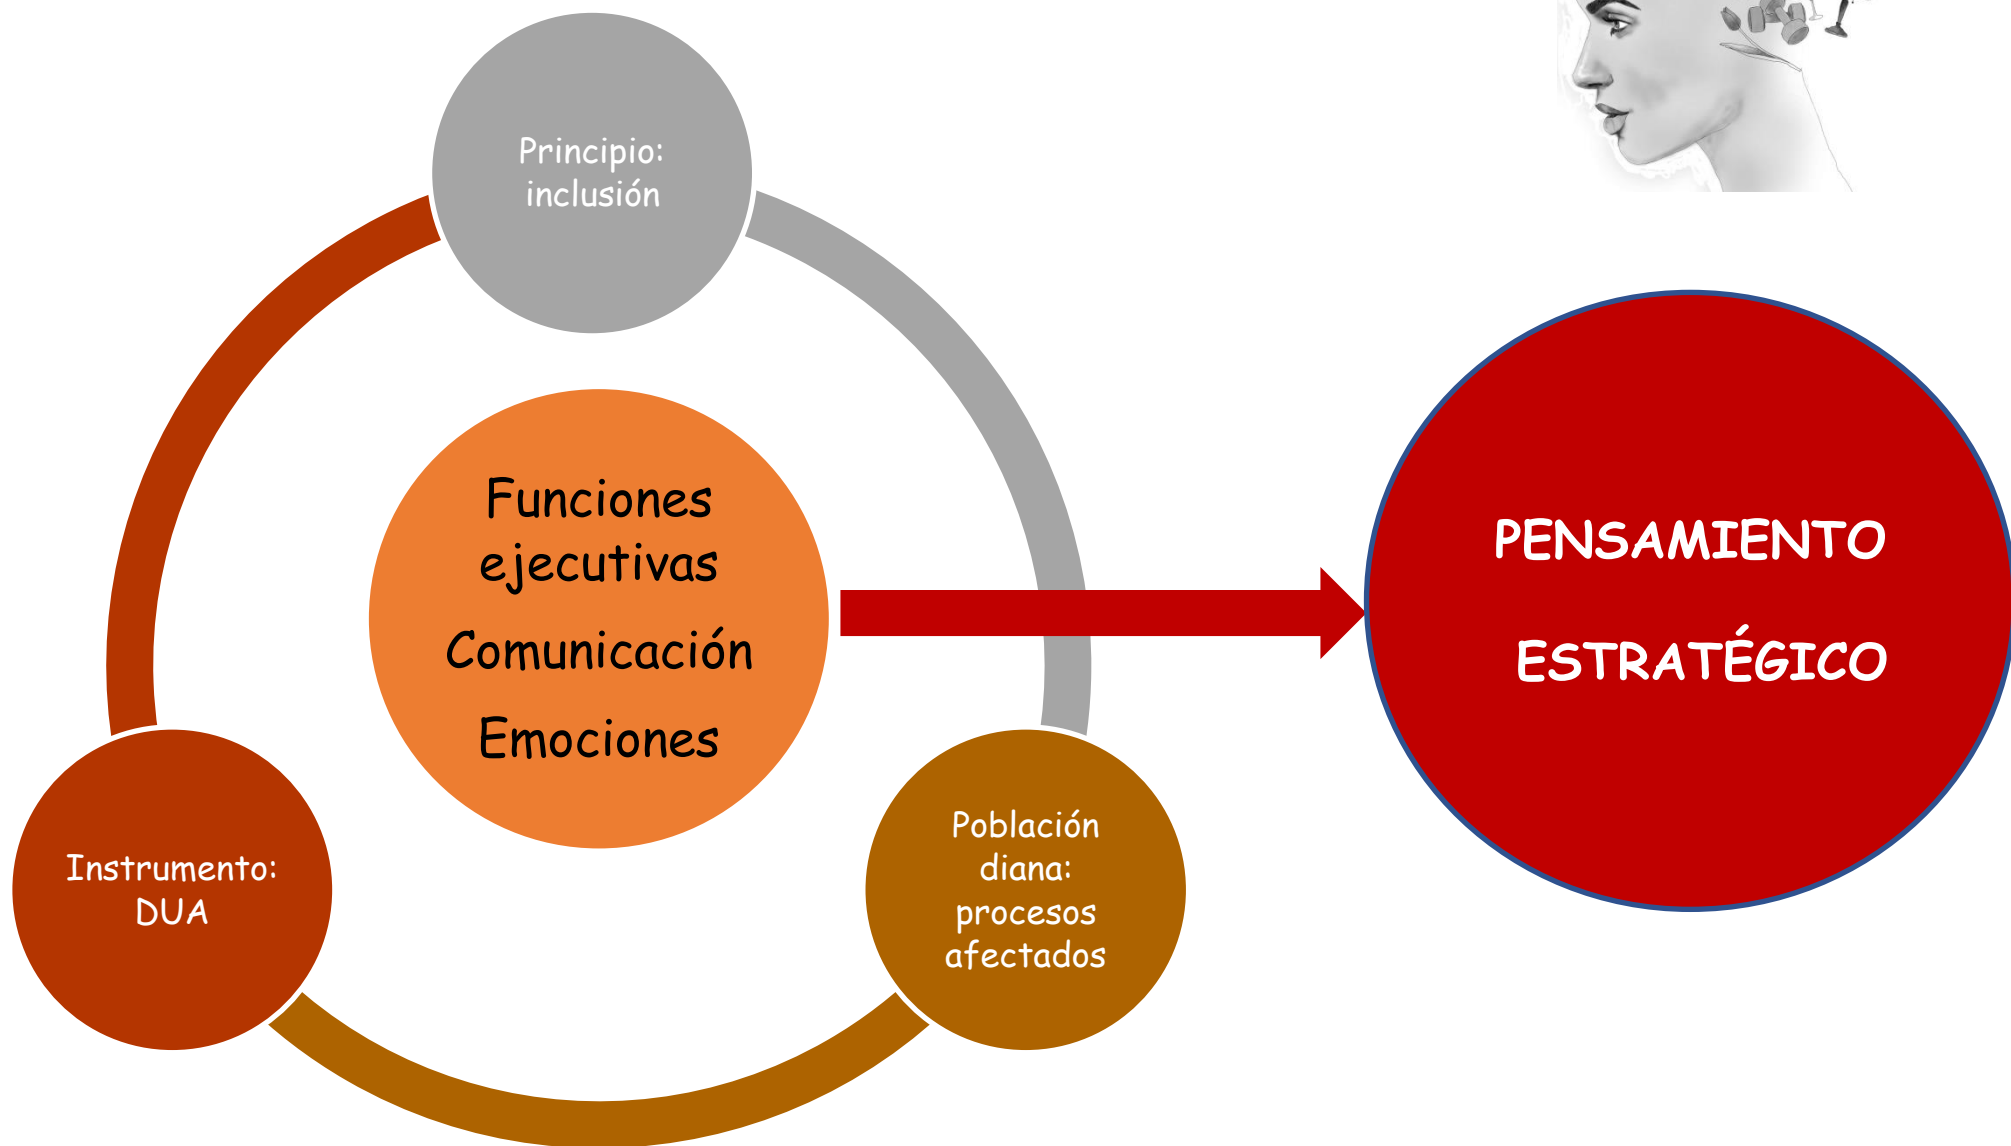 Principio:
inclusión
Funciones
ejecutivas
Comunicación
Emociones
PENSAMIENTO
ESTRATÉGICO
Instrumento:
DUA
Población
diana:
procesos
afectados